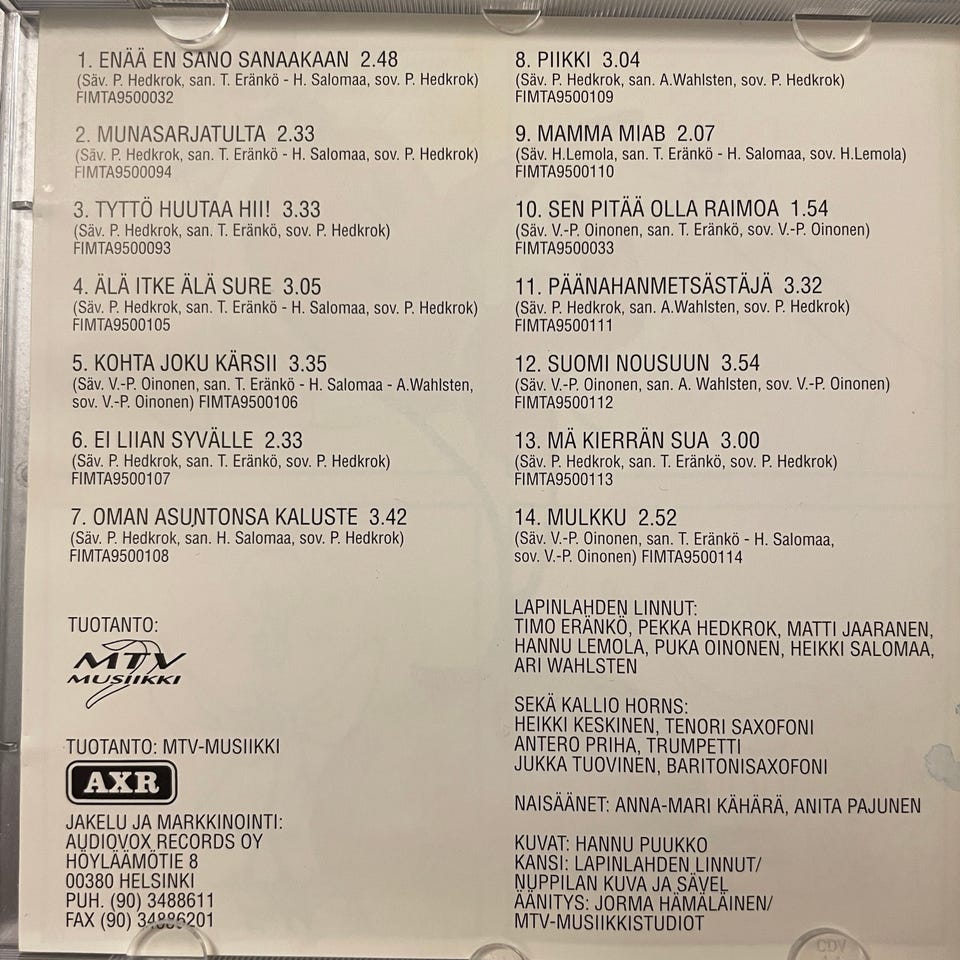 1. ENÄÄ EN SANO SANAAKAAN 2.48
(Säv. P. Hedkrok, san. T. Eränkö - H. Salomaa, sov. P. Hedkrok)
FIMTA9500032
2. MUNASARJATULTA 2.33
(Säv. P. Hedkrok, san. T. Eränkö - H. Salomaa, sov. P. Hedkrok)
FIMTA9500094
3. TYTTÖ HUUTAA HII! 3.33
(Säv. P. Hedkrok, san. T. Eränkö, sov. P. Hedkrok)
FIMTA9500093
4. ÄLÄ ITKE ÄLÄ SURE 3.05
(Säv. P. Hedkrok, san. T. Eränkö - H. Salomaa, sov. P. Hedkrok)
FIMTA9500105
5. KOHTA JOKU KÄRSII 3.35
(Säv. V.-P. Oinonen, san. T. Eränkö - H. Salomaa - A.Wahlsten,
sov. V.-P. Oinonen) FIMTA9500106
6. EI LIIAN SYVÄLLE 2.33
(Säv. P. Hedkrok, san. T. Eränkö, sov. P. Hedkrok)
FIMTA9500107
7. OMAN ASUNTONSA KALUSTE 3.42
(Säv. P. Hedkrok, san. H. Salomaa, sov. P. Hedkrok)
FIMTA9500108
TUOTANTO:
MTV
MUSIIKKI
TUOTANTO: MTV-MUSIIKKI
AXR
JAKELU JA MARKKINOINTI:
AUDIOVOX RECORDS OY
HÖYLÄÄMÖTIE 8
00380 HELSINKI
PUH. (90) 3488611
FAX (90) 34886201
8. PIIKKI 3.04
(Säv. P. Hedkrok, san. A.Wahlsten, sov. P. Hedkrok)
FIMTA9500109
9. MAMMA MIAB 2.07
(Säv. H.Lemola, san. T. Eränkö - H. Salomaa, sov. H.Lemola)
FIMTA9500110
10. SEN PITÄÄ OLLA RAIMOA 1.54
(Säv. V.-P. Oinonen, san. T. Eränkö, sov. V.-P. Oinonen)
FIMTA9500033
11. PÄÄNAHANMETSÄSTÄJÄ 3.32
(Säv. P. Hedkrok, san. A.Wahlsten, sov. P. Hedkrok)
FIMTA9500111
12. SUOMI NOUSUUN 3.54
(Säv. V.-P. Oinonen, san. A. Wahlsten, sov. V.-P. Oinonen)
FIMTA9500112
13. MÄ KIERRÄN SUA 3.00
(Säv. P. Hedkrok, san. T. Eränkö, sov. P. Hedkrok)
FIMTA9500113
14. MULKKU 2.52
(Säv. V.-P. Oinonen, san. T. Eränkö - H. Salomaa,
sov. V.-P. Oinonen) FIMTA9500114
LAPINLAHDEN LINNUT:
TIMO ERÄNKÖ, PEKKA HEDKROK, MATTI JAARANEN,
HANNU LEMOLA, PUKA OINONEN, HEIKKI SALOMAA,
ARI WAHLSTEN
SEKÄ KALLIO HORNS:
HEIKKI KESKINEN, TENORI SAXOFONI
ANTERO PRIHA, TRUMPETTI
JUKKA TUOVINEN, BARITONISAXOFONI
NAISÄÄNET: ANNA-MARI KÄHÄRÄ, ANITA PAJUNEN
KUVAT: HANNU PUUKKO
KANSI: LAPINLAHDEN LINNUT/
NUPPILAN KUVA JA SÄVEL
ÄÄNITYS: JORMA HÄMÄLÄINEN/
MTV-MUSIIKKISTUDIOT
CDV